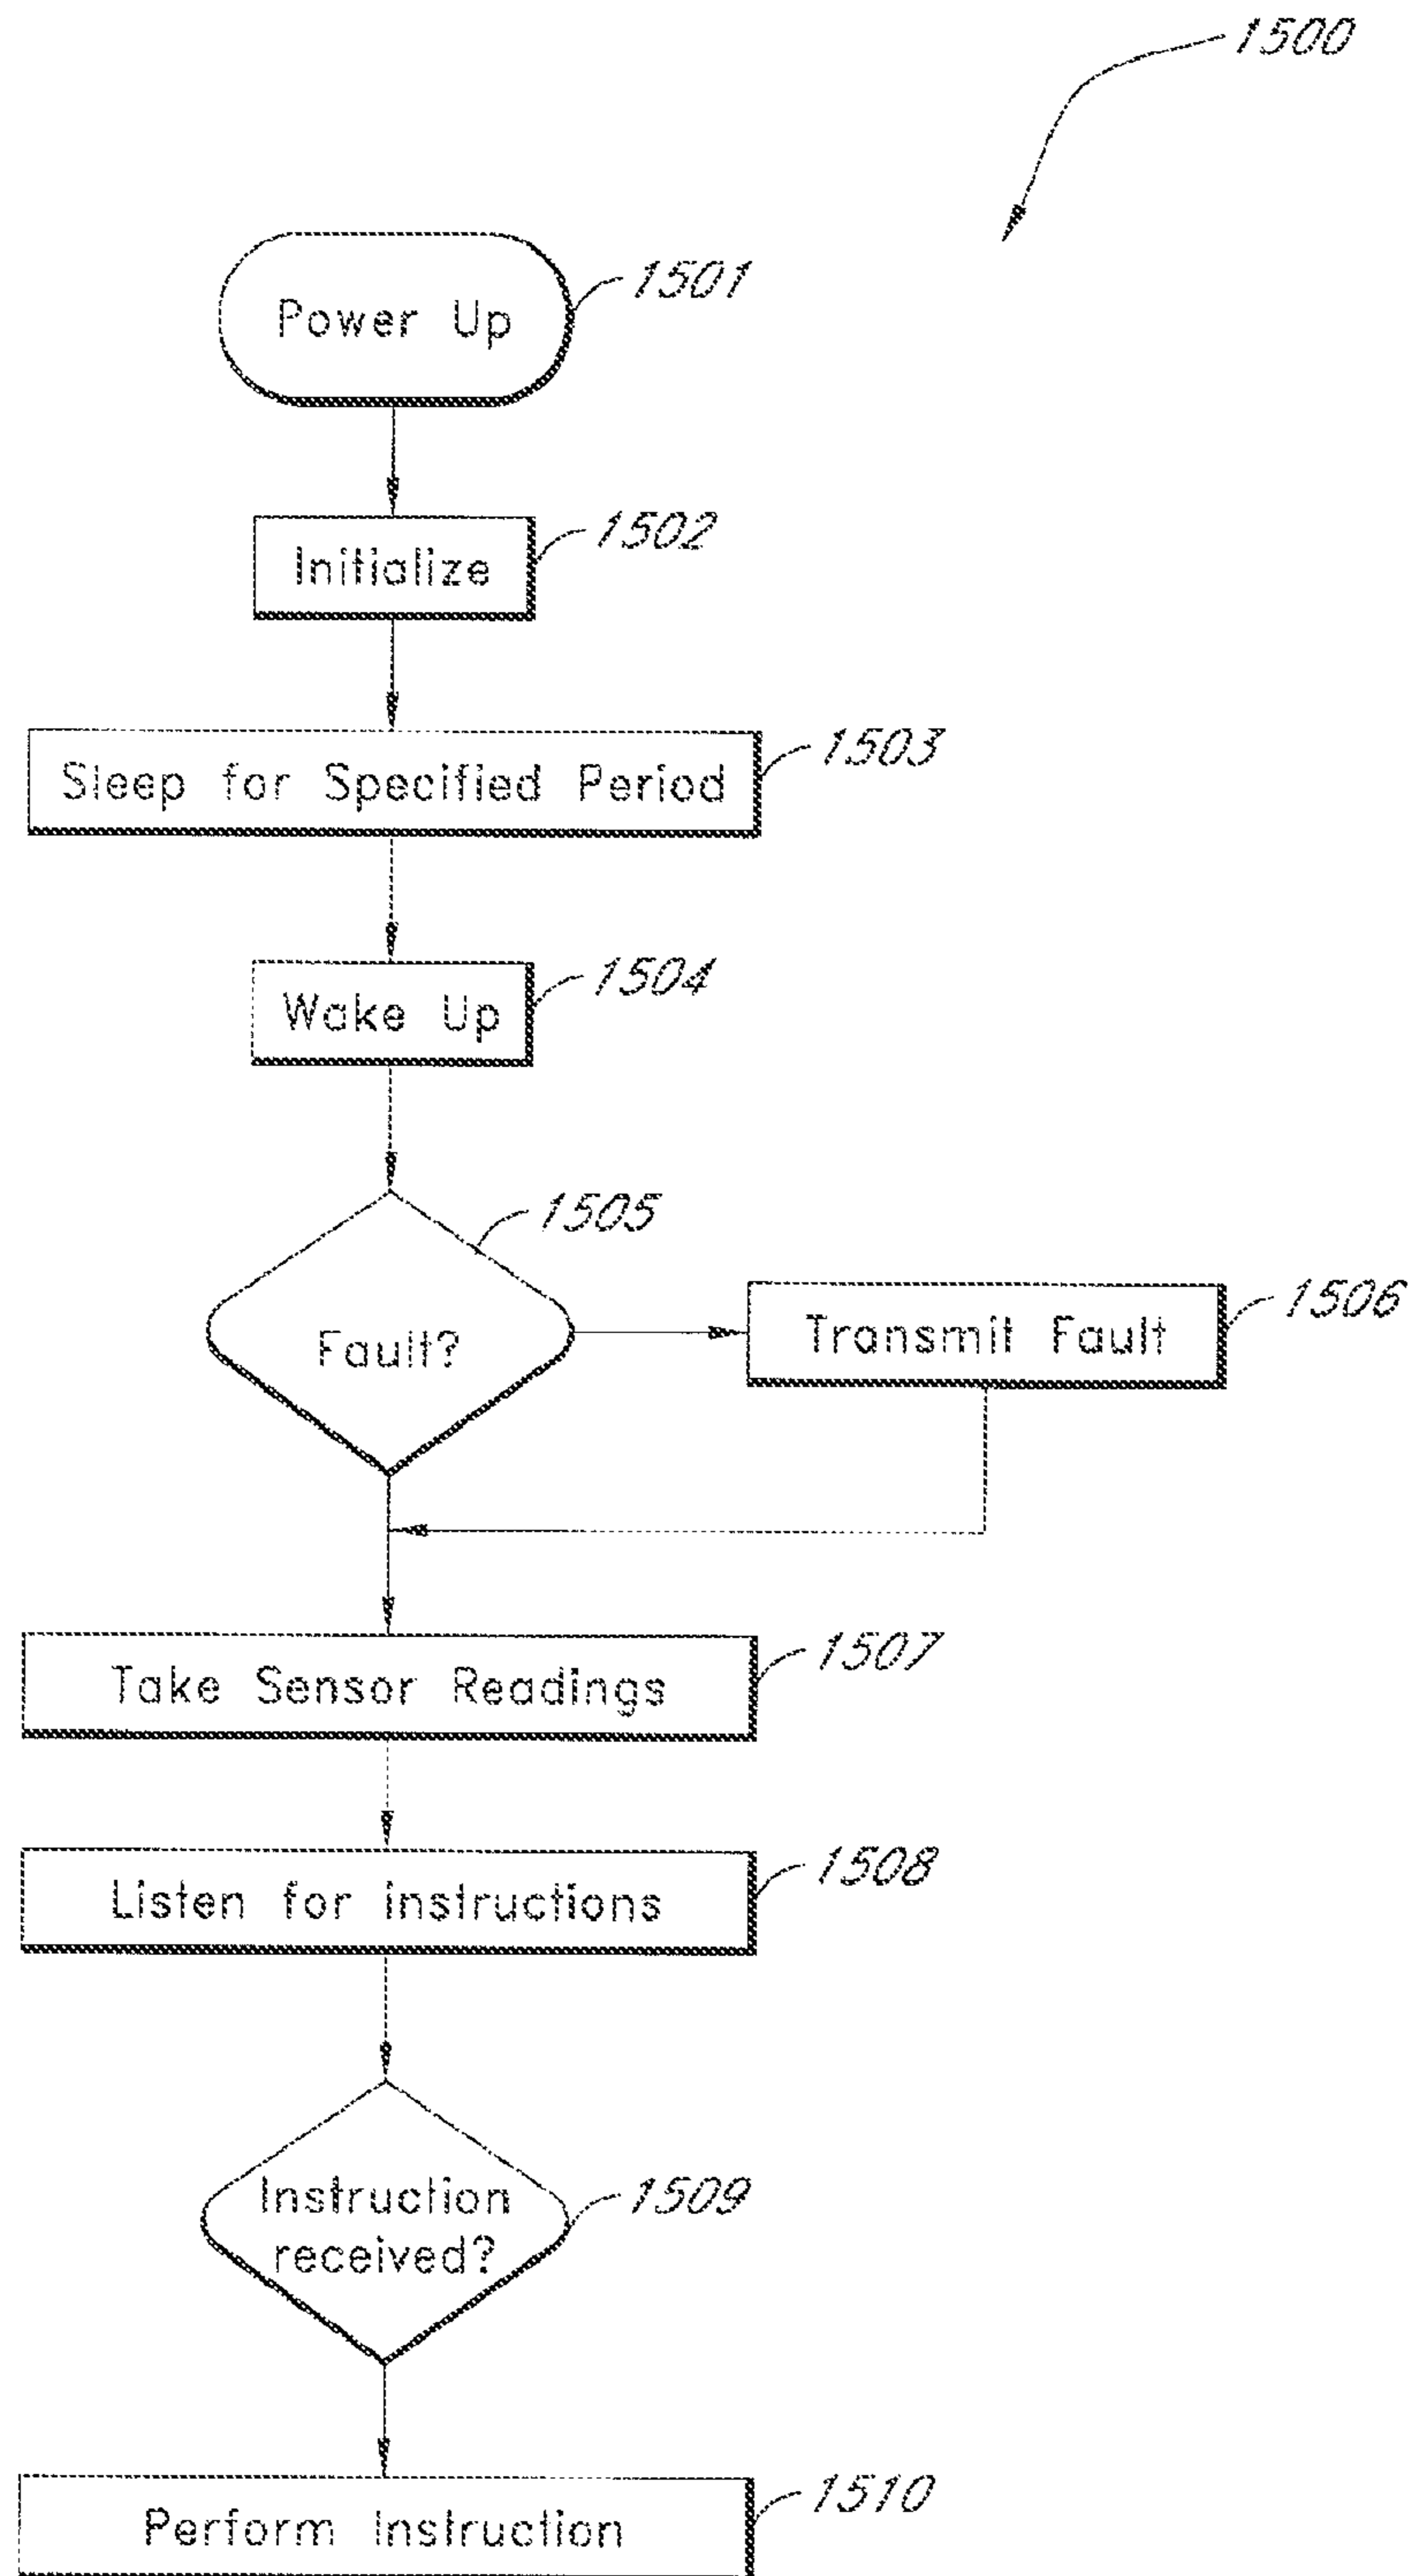 1500
Power Up
1501
Initialize
1502
Sleep for Specified Period
1503
Wake Up
1504
1505
Fault?
Transmit Fault
1506
Take Sensor Readings
1507
Listen for instructions
1508
Instruction
received?
1509
Perform Instruction
1510